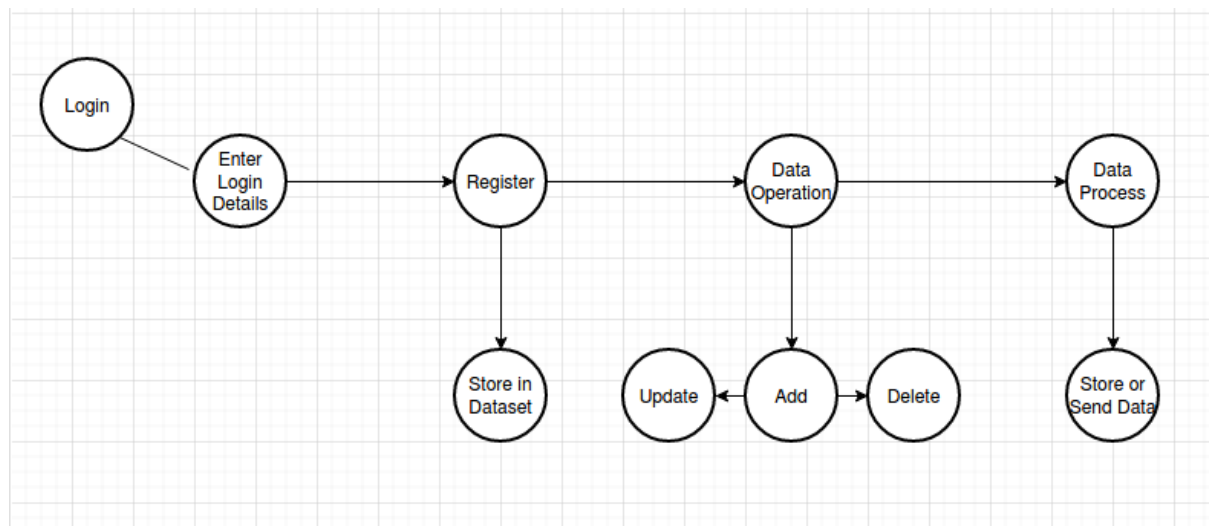 Login
Enter
Login
Details
Register
Data
Operation
Data
Process
Store in
Dataset
Update
Add
Delete
Store or
Send Data